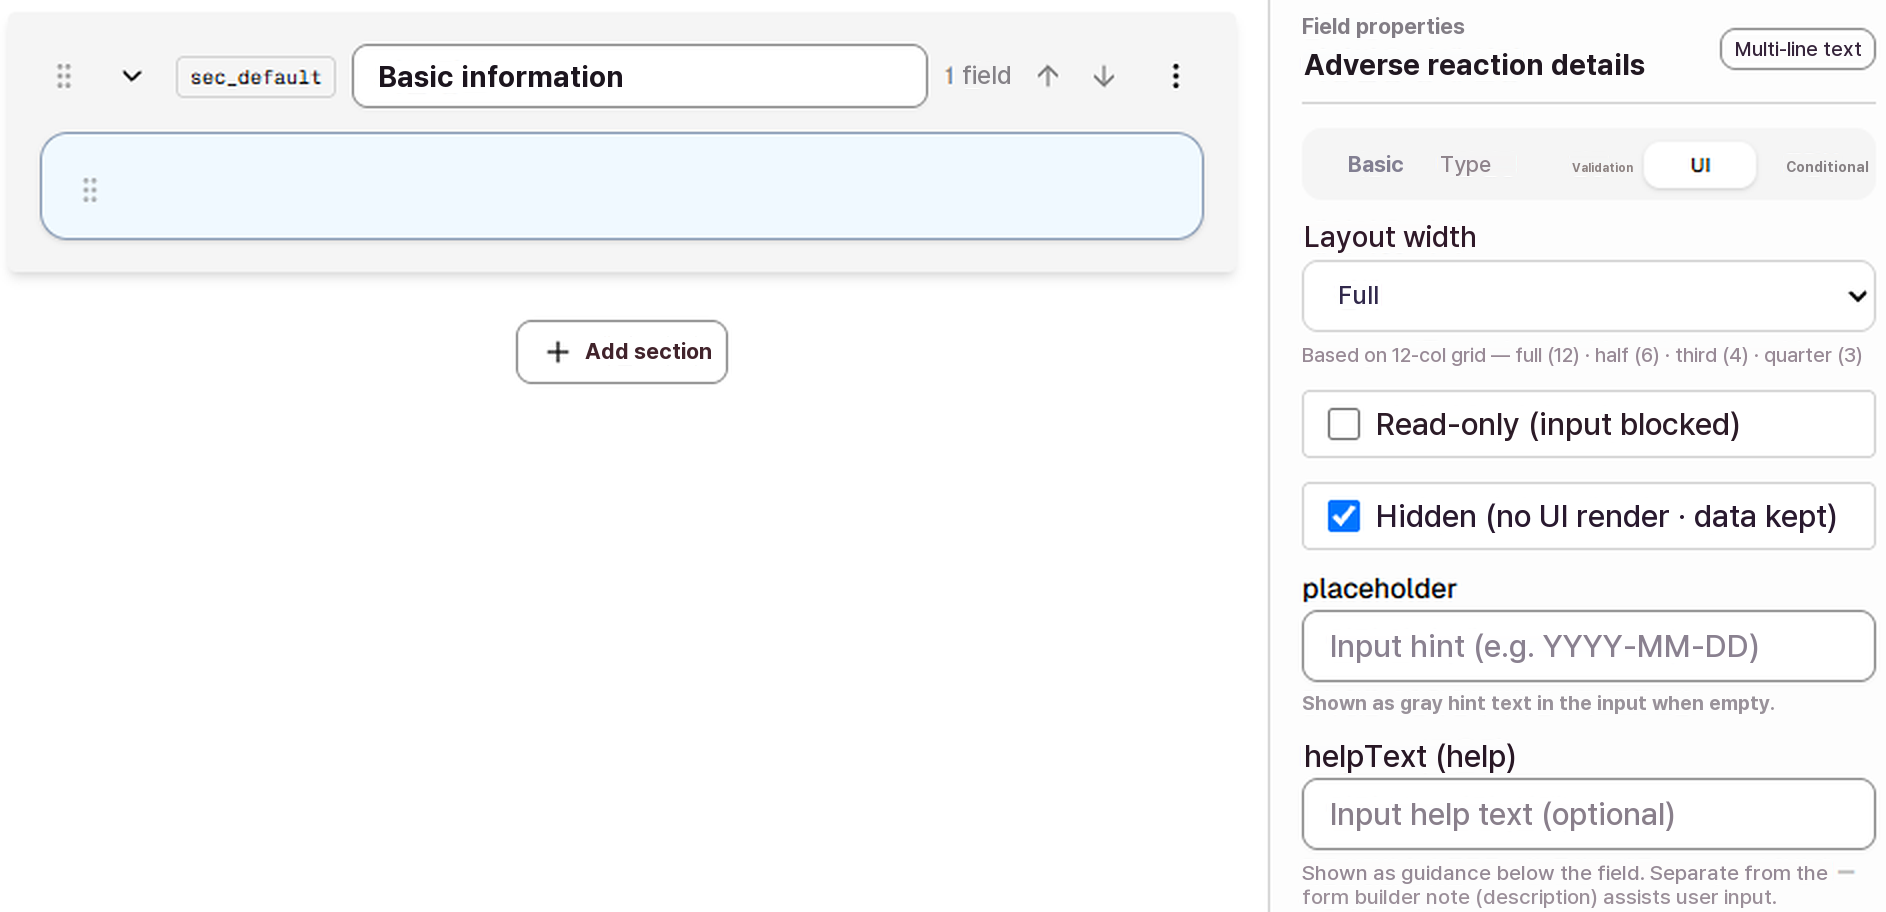 sec_default
Basic information
1 field
Add section
Field properties
Adverse reaction details
Multi-line text
Basic
Type
Validation
UI
Conditional
Layout width
Full
Based on 12-col grid — full (12) · half (6) · third (4) · quarter (3)
Read-only (input blocked)
Hidden (no UI render · data kept)
placeholder
Input hint (e.g. YYYY-MM-DD)
Shown as gray hint text in the input when empty.
helpText (help)
Input help text (optional)
Shown as guidance below the field. Separate from the —
form builder note (description) assists user input.